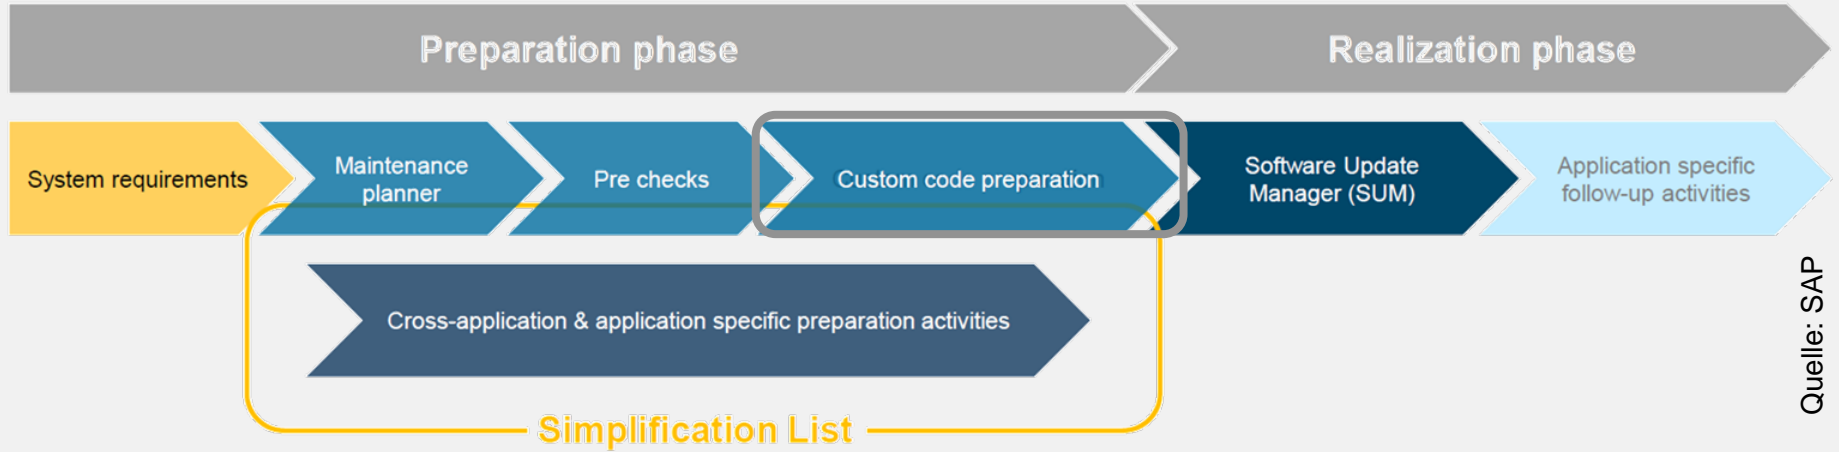 Preparation phase
Realization phase
System requirements
Maintenance
planner
Pre checks
Custom code preparation
Software Update
Manager (SUM)
Application specific
follow-up activities
Cross-application & application specific preparation activities
Simplification List
Quelle: SAP